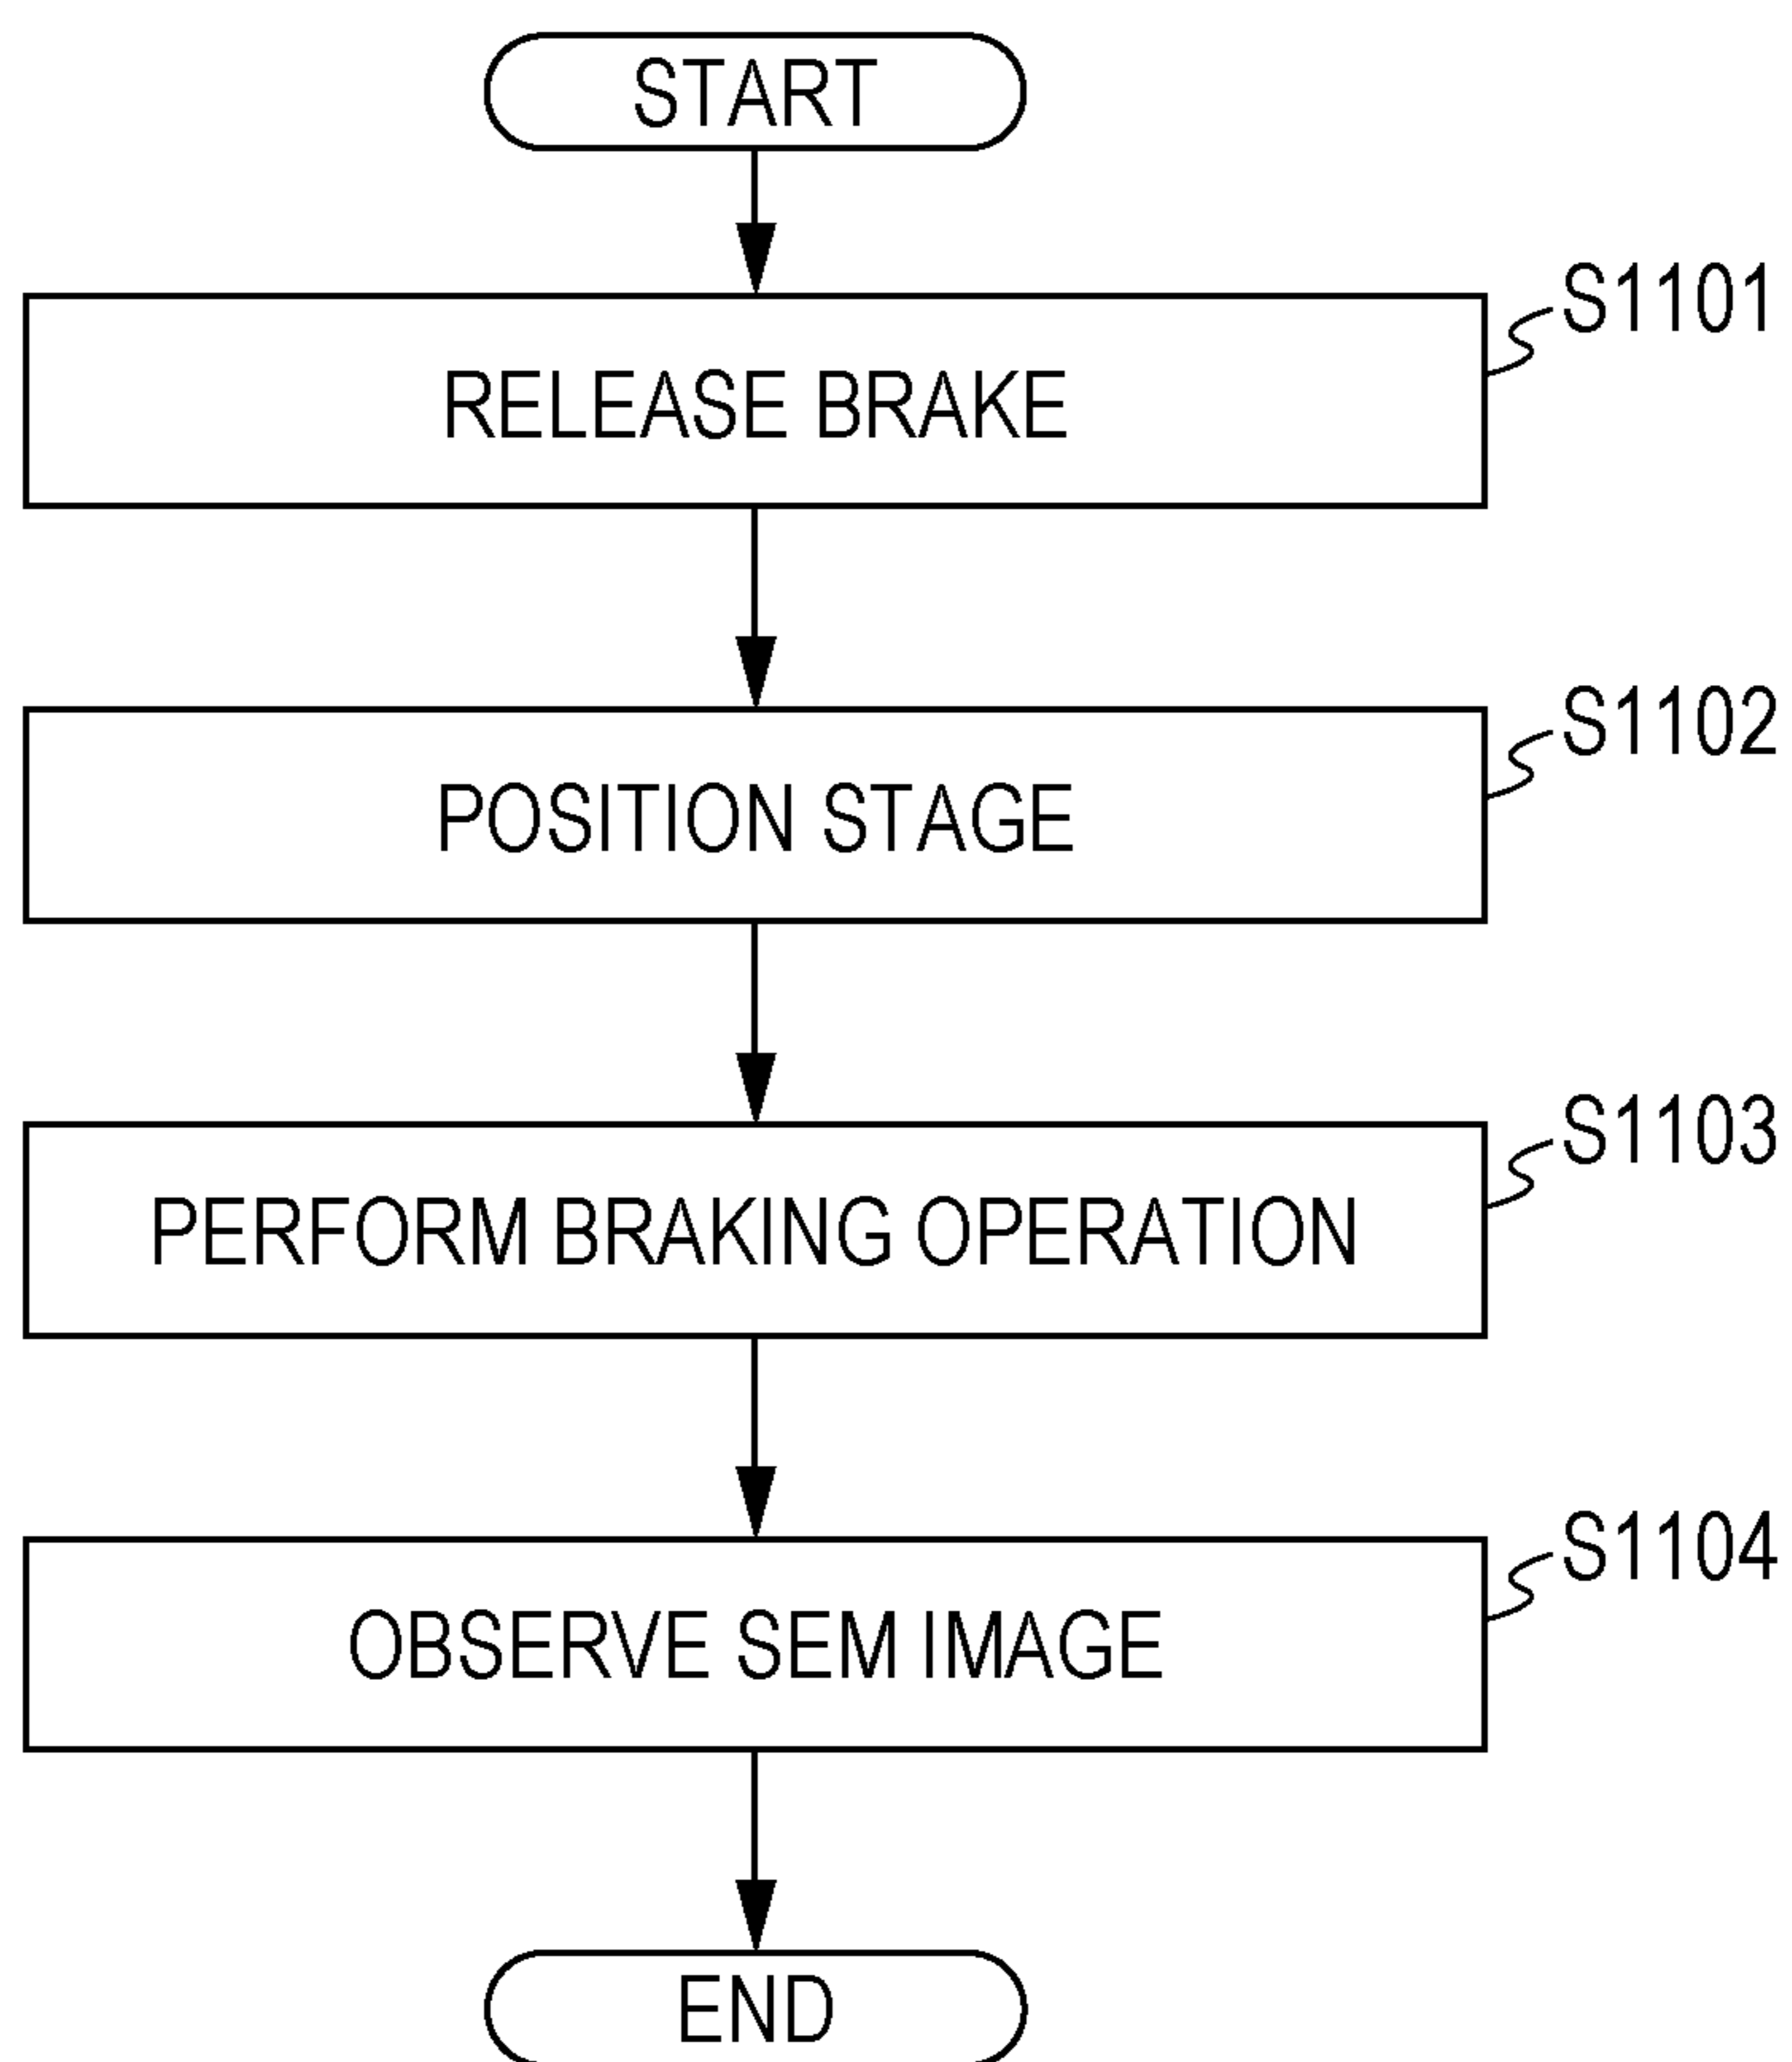 START
S1101
RELEASE BRAKE
S1102
POSITION STAGE
S1103
PERFORM BRAKING OPERATION
S1104
OBSERVE SEM IMAGE
END